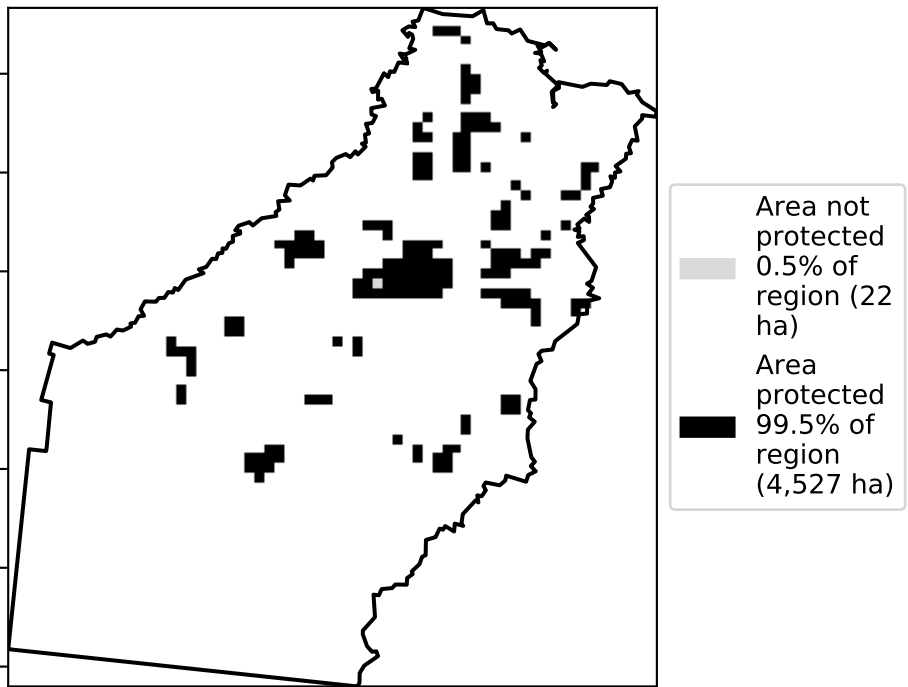 Area not
protected
0.5% of
region (22
ha)
Area
protected
99.5% of
region
(4,527 ha)